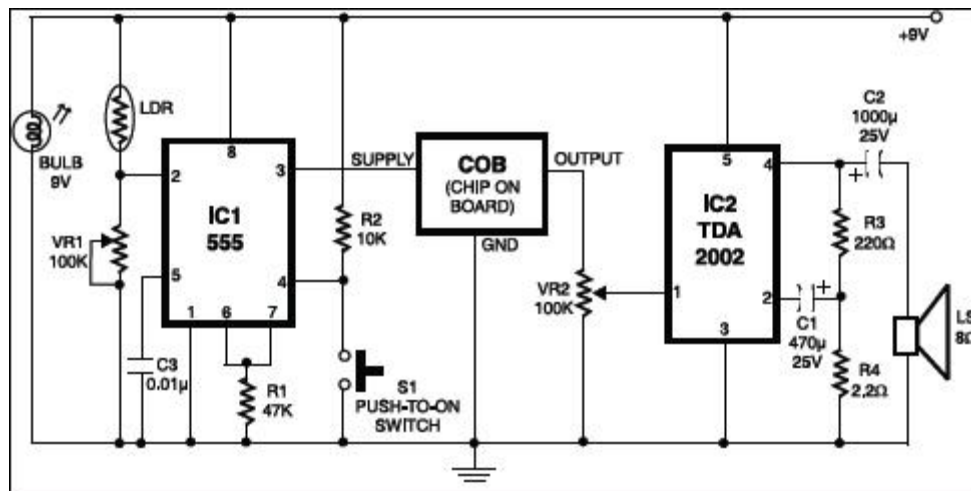 +9V
LDR
BULB
9V
8
2
3
IC1
555
5
4
1
6
7
VR1
100K
C3
0.01µ
R1
47K
R2
10K
S1
PUSH-TO-ON
SWITCH
SUPPLY
COB
(CHIP ON
BOARD)
OUTPUT
GND
VR2
100K
5
4
IC2
TDA
2002
1
2
3
C2
1000µ
25V
+
R3
220Ω
+
C1
470µ
25V
R4
2,2Ω
LS
8Ω